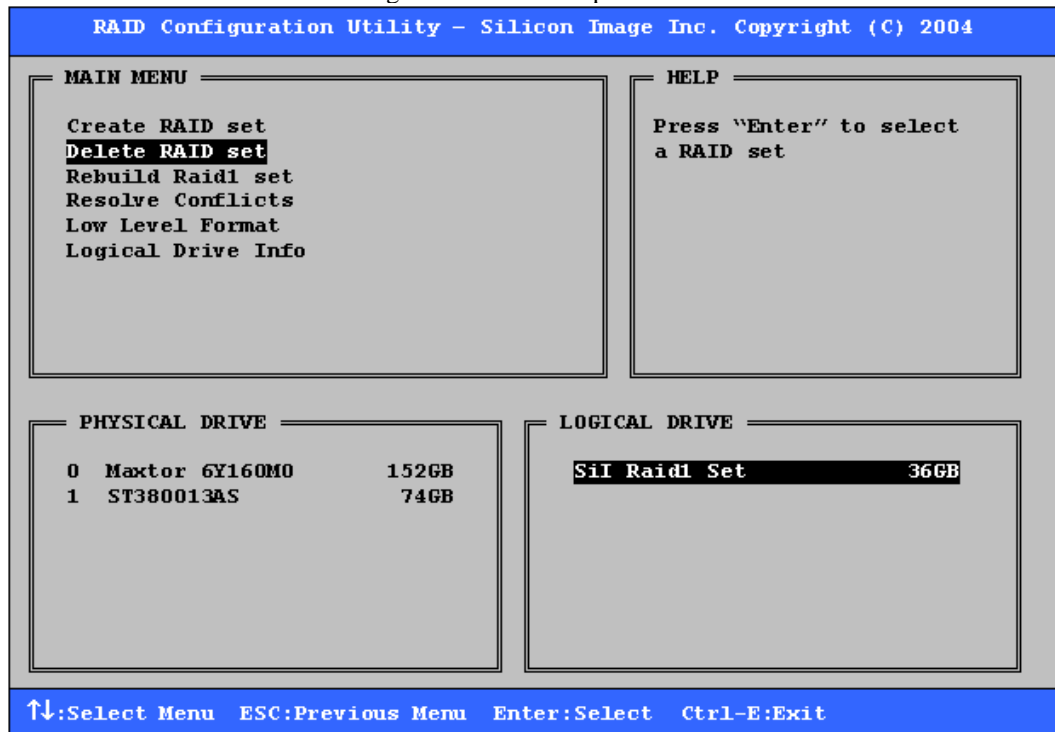 RAID Configuration Utility – Silicon Image Inc. Copyright (C) 2004
MAIN MENU
Create RAID set
Delete RAID set
Rebuild Raid1 set
Resolve Conflicts
Low Level Format
Logical Drive Info
HELP
Press “Enter” to select
a RAID set
PHYSICAL DRIVE
0 Maxtor 6Y160M0 152GB
1 ST380013AS 74GB
LOGICAL DRIVE
SiI Raid1 Set 36GB
↑↓:Select Menu ESC:Previous Menu Enter:Select Ctrl-E:Exit